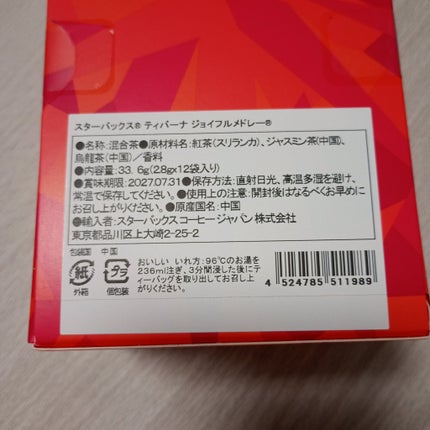 スターバックス® ティバーナ ジョイフルメドレー®
●名称:混合茶●原材料名:紅茶(スリランカ)、ジャスミン茶(中国)、
烏龍茶(中国)/香料
●内容量:33.6g(2.8g×12袋入り)
●賞味期限:2027.07.31●保存方法:直射日光、高温多湿を避け、
常温で保存してください。●使用上の注意:開封後はなるべくお早めに
お召し上がりください。●原産国名:中国
●輸入者:スターバックス コーヒー ジャパン 株式会社
東京都品川区上大崎2-25-2
包装国 中国
紙
外箱
プラ
個包装
おいしい いれ方:96℃のお湯を
236ml注ぎ、3分間浸した後にティ
ーバッグを取り出してお召し上
がりください。
4 524785 511989